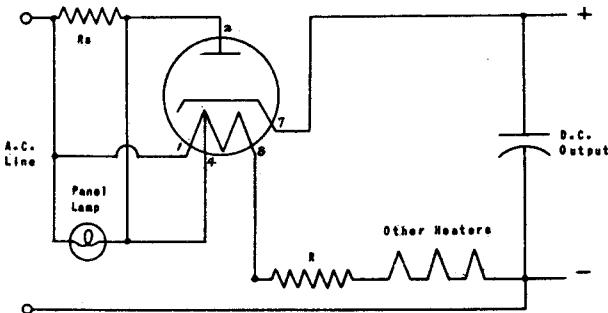 Rs
2
+
A.C.
Line
1
4
8
7
D.C.
Output
Panel
Lamp
Other Heaters
R
−